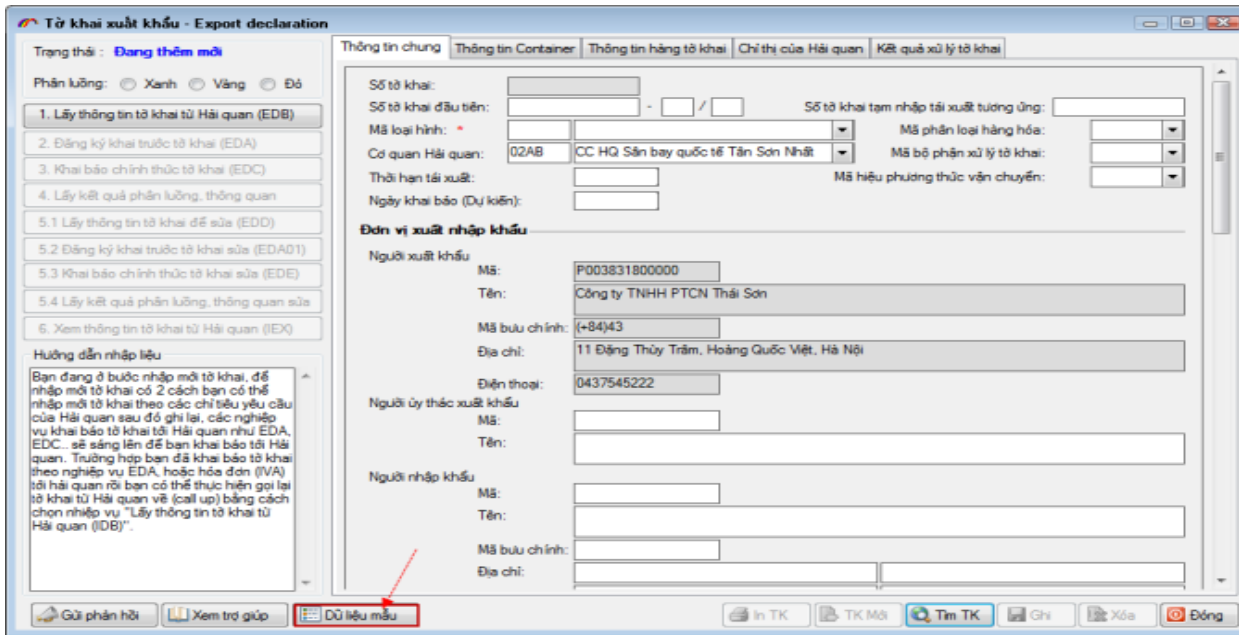 Tờ khai xuất khẩu - Export declaration
Trạng thái : Đang thêm mới
Phân luồng: Xanh Vàng Đỏ
1. Lấy thông tin tờ khai từ Hải quan (EDB)
2. Đăng ký khai trước tờ khai (EDA)
3. Khai báo chính thức tờ khai (EDC)
4. Lấy kết quả phân luồng, thông quan
5.1 Lấy thông tin tờ khai để sửa (EDD)
5.2 Đăng ký khai trước tờ khai sửa (EDA01)
5.3 Khai báo chính thức tờ khai sửa (EDE)
5.4 Lấy kết quả phân luồng, thông quan sửa
6. Xem thông tin tờ khai từ Hải quan (IEX)
Hướng dẫn nhập liệu
Bạn đang ở bước nhập mới tờ khai, để
nhập mới tờ khai có 2 cách bạn có thể
nhập mới tờ khai theo các chỉ tiêu yêu cầu
của Hải quan sau đó ghi lại, các nghiệp
vụ khai báo tờ khai tới Hải quan như EDA,
EDC.. sẽ sáng lên để bạn khai báo tới Hải
quan. Trường hợp bạn đã khai báo tờ khai
theo nghiệp vụ EDA, hoặc hóa đơn (IVA)
tới hải quan rồi bạn có thể thực hiện gọi lại
tờ khai từ Hải quan về (call up) bằng cách
chọn nhiệp vụ "Lấy thông tin tờ khai từ
Hải quan (IDB)".
Thông tin chung Thông tin Container Thông tin hàng tờ khai Chỉ thị của Hải quan Kết quả xử lý tờ khai
Số tờ khai:
Số tờ khai đầu tiên: - / Số tờ khai tạm nhập tái xuất tương ứng:
Mã loại hình: * Mã phân loại hàng hóa:
Cơ quan Hải quan: 02AB CC HQ Sân bay quốc tế Tân Sơn Nhất Mã bộ phận xử lý tờ khai:
Thời hạn tái xuất: Mã hiệu phương thức vận chuyển:
Ngày khai báo (Dự kiến):
Đơn vị xuất nhập khẩu
Người xuất khẩu
Mã: P003831800000
Tên: Công ty TNHH PTCN Thái Sơn
Mã bưu chính: (+84)43
Địa chỉ: 11 Đặng Thùy Trâm, Hoàng Quốc Việt, Hà Nội
Điện thoại: 0437545222
Người ủy thác xuất khẩu
Mã:
Tên:
Người nhập khẩu
Mã:
Tên:
Mã bưu chính:
Địa chỉ:
Gửi phản hồi Xem trợ giúp Dữ liệu mẫu In TK TK Mới Tìm TK Ghi Xóa Đóng